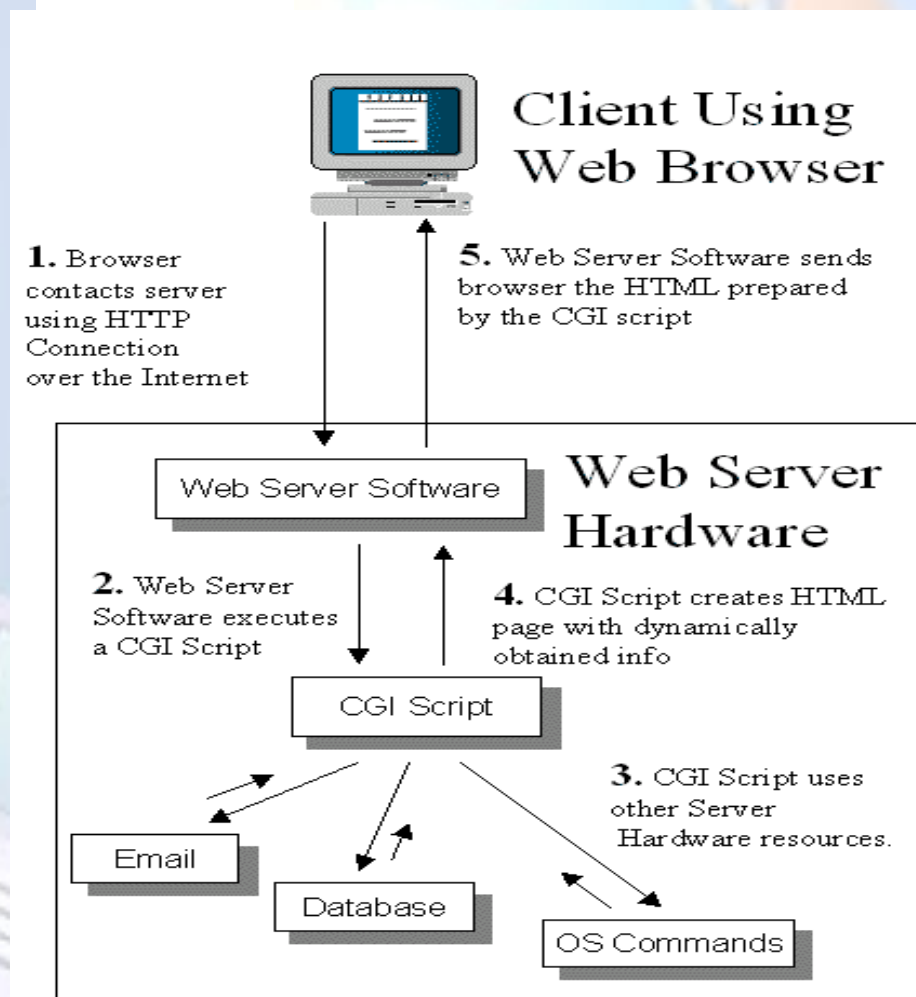 Client Using
Web Browser
1. Browser
contacts server
using HTTP
Connection
over the Internet
5. Web Server Software sends
browser the HTML prepared
by the CGI script
Web Server Software
Web Server
Hardware
2. Web Server
Software executes
a CGI Script
4. CGI Script creates HTML
page with dynamically
obtained info
CGI Script
3. CGI Script uses
other Server
Hardware resources.
Email
Database
OS Commands